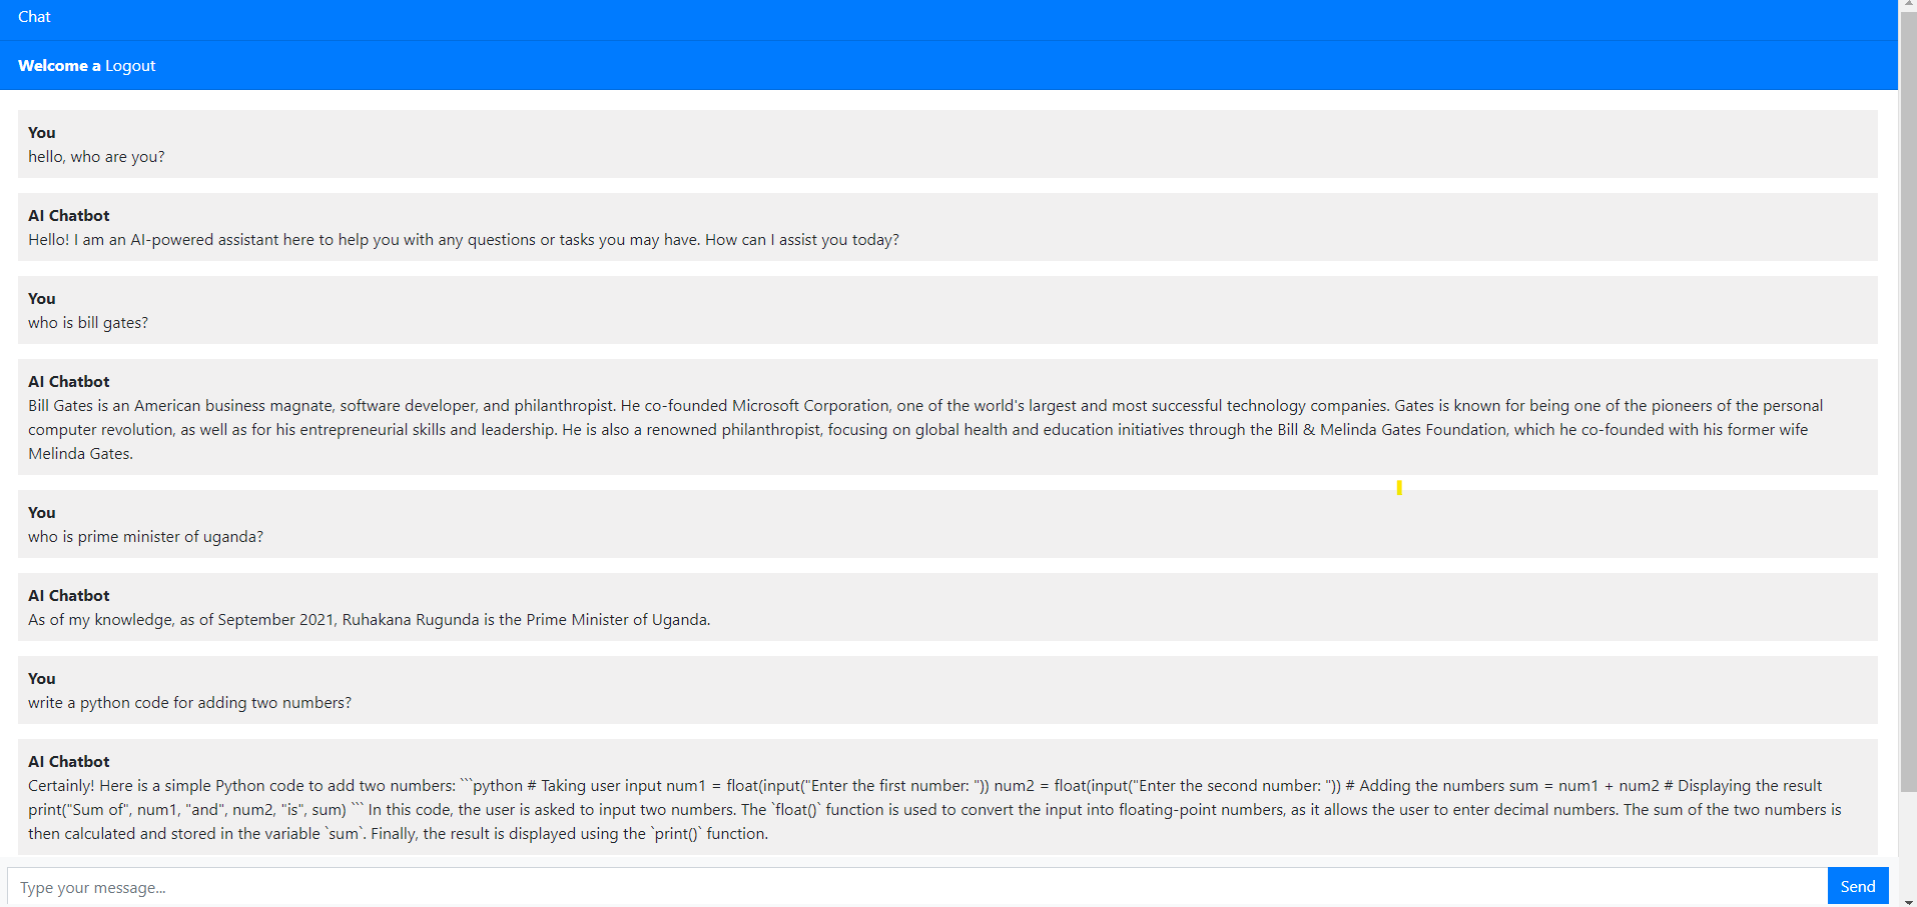 Chat
Welcome a Logout
You
hello, who are you?
AI Chatbot
Hello! I am an AI-powered assistant here to help you with any questions or tasks you may have. How can I assist you today?
You
who is bill gates?
AI Chatbot
Bill Gates is an American business magnate, software developer, and philanthropist. He co-founded Microsoft Corporation, one of the world's largest and most successful technology companies. Gates is known for being one of the pioneers of the personal
computer revolution, as well as for his entrepreneurial skills and leadership. He is also a renowned philanthropist, focusing on global health and education initiatives through the Bill & Melinda Gates Foundation, which he co-founded with his former wife
Melinda Gates.
You
who is prime minister of uganda?
AI Chatbot
As of my knowledge, as of September 2021, Ruhakana Rugunda is the Prime Minister of Uganda.
You
write a python code for adding two numbers?
AI Chatbot
Certainly! Here is a simple Python code to add two numbers: ```python # Taking user input num1 = float(input("Enter the first number: ")) num2 = float(input("Enter the second number: ")) # Adding the numbers sum = num1 + num2 # Displaying the result
print("Sum of", num1, "and", num2, "is", sum) ``` In this code, the user is asked to input two numbers. The `float()` function is used to convert the input into floating-point numbers, as it allows the user to enter decimal numbers. The sum of the two numbers is
then calculated and stored in the variable `sum`. Finally, the result is displayed using the `print()` function.
Type your message...
Send